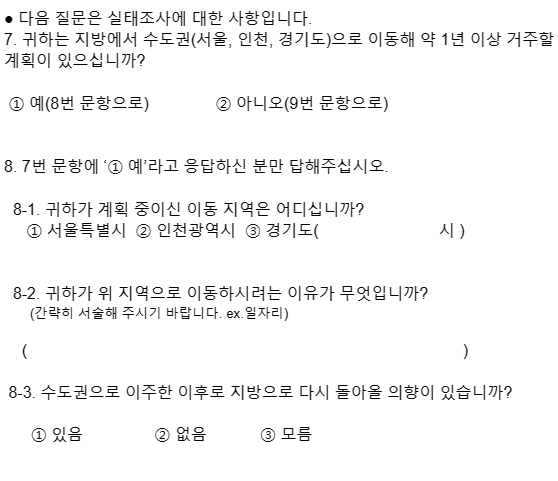 ● 다음 질문은 실태조사에 대한 사항입니다.
7. 귀하는 지방에서 수도권(서울, 인천, 경기도)으로 이동해 약 1년 이상 거주할
계획이 있으십니까?
① 예(8번 문항으로) ② 아니오(9번 문항으로)
8. 7번 문항에 ‘① 예’라고 응답하신 분만 답해주십시오.
8-1. 귀하가 계획 중이신 이동 지역은 어디십니까?
① 서울특별시 ② 인천광역시 ③ 경기도( 시 )
8-2. 귀하가 위 지역으로 이동하시려는 이유가 무엇입니까?
(간략히 서술해 주시기 바랍니다. ex.일자리)
( )
8-3. 수도권으로 이주한 이후로 지방으로 다시 돌아올 의향이 있습니까?
① 있음 ② 없음 ③ 모름